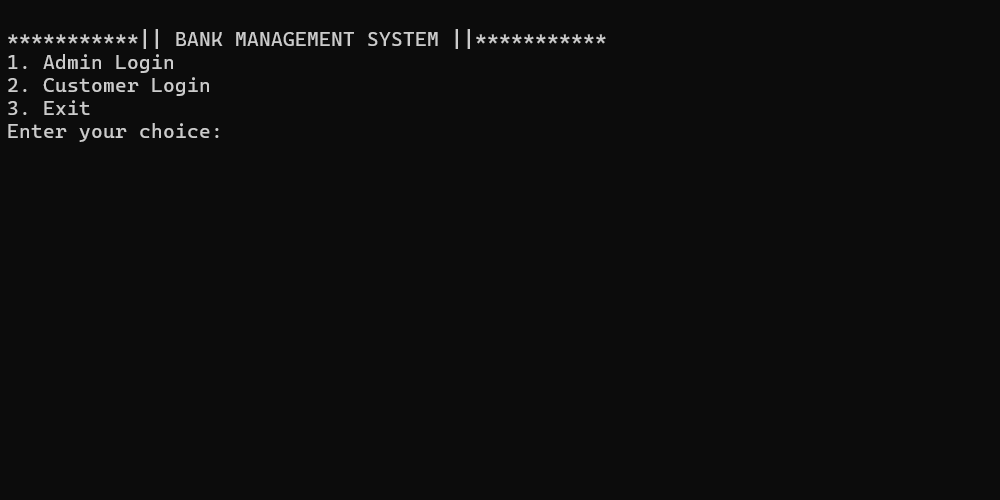 ***********|| BANK MANAGEMENT SYSTEM ||***********
1. Admin Login
2. Customer Login
3. Exit
Enter your choice: